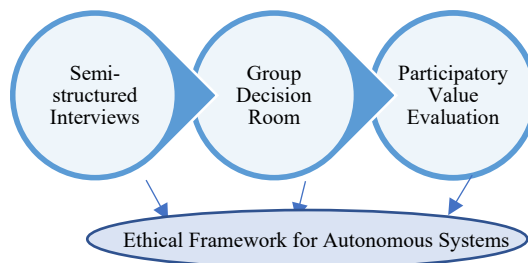 Semi-
structured
Interviews
Group
Decision
Room
Participatory
Value
Evaluation
Ethical Framework for Autonomous Systems